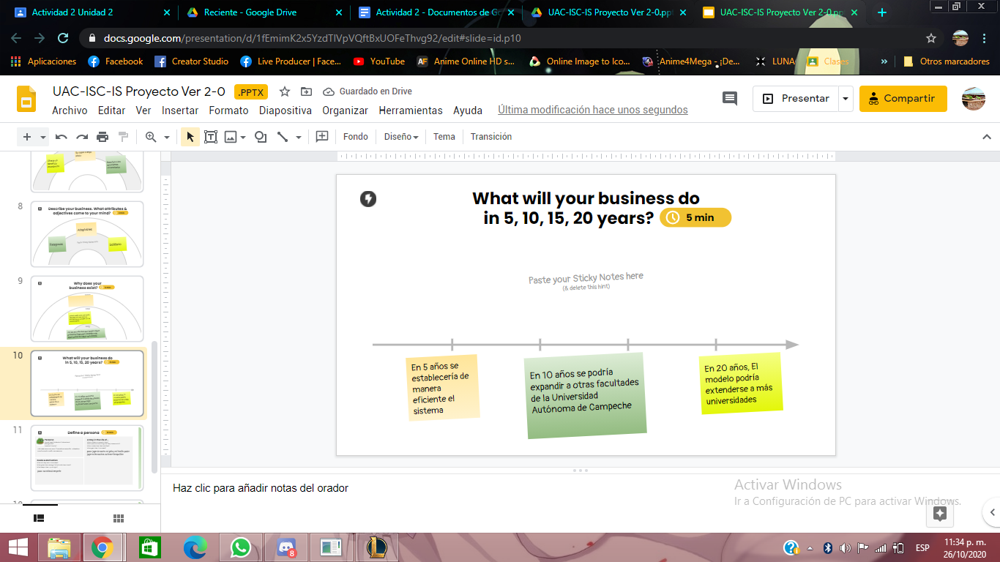 Actividad 2 Unidad 2
Reciente - Google Drive
Actividad 2 - Documentos de Go
UAC-ISC-IS Proyecto Ver 2-0.ppt
UAC-ISC-IS Proyecto Ver 2-0.pp
docs.google.com/presentation/d/1fEmimK2x5YzdTIVpVQftBxUOFeThvg92/edit#slide=id.p10
Aplicaciones
Facebook
Creator Studio
Live Producer | Face...
YouTube
Anime Online HD s...
Online Image to Ico...
Anime4Mega - ¡De...
LUNA
Clases
Otros marcadores
UAC-ISC-IS Proyecto Ver 2-0
.PPTX
Guardado en Drive
Archivo
Editar
Ver
Insertar
Formato
Diapositiva
Organizar
Herramientas
Ayuda
Última modificación hace unos segundos
Presentar
Compartir
Fondo
Diseño
Tema
Transición
8
Describe your business. What attributes &
adjectives come to your mind?
9
Why does your
business exist?
10
What will your business do
in 5, 10, 15, 20 years?
11
Define a persona
What will your business do
in 5, 10, 15, 20 years?
5 min
Paste your Sticky Notes here
(& delete this hint)
En 5 años se
establecería de
manera
eficiente el
sistema
En 10 años se podría
expandir a otras facultades
de la Universidad
Autónoma de Campeche
En 20 años, El
modelo podría
extenderse a más
universidades
Haz clic para añadir notas del orador
Activar Windows
Ir a Configuración de PC para activar Windows.
8
ESP
11:34 p. m.
26/10/2020